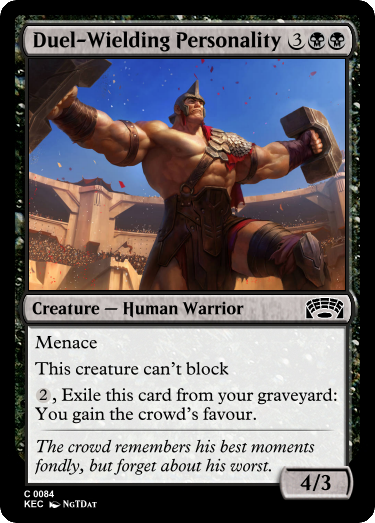 Duel-Wielding Personality 3
Creature — Human Warrior
Menace
This creature can't block
2, Exile this card from your graveyard:
You gain the crowd's favour.
The crowd remembers his best moments
fondly, but forget about his worst.
4/3
C 0084
KEC NgTDat